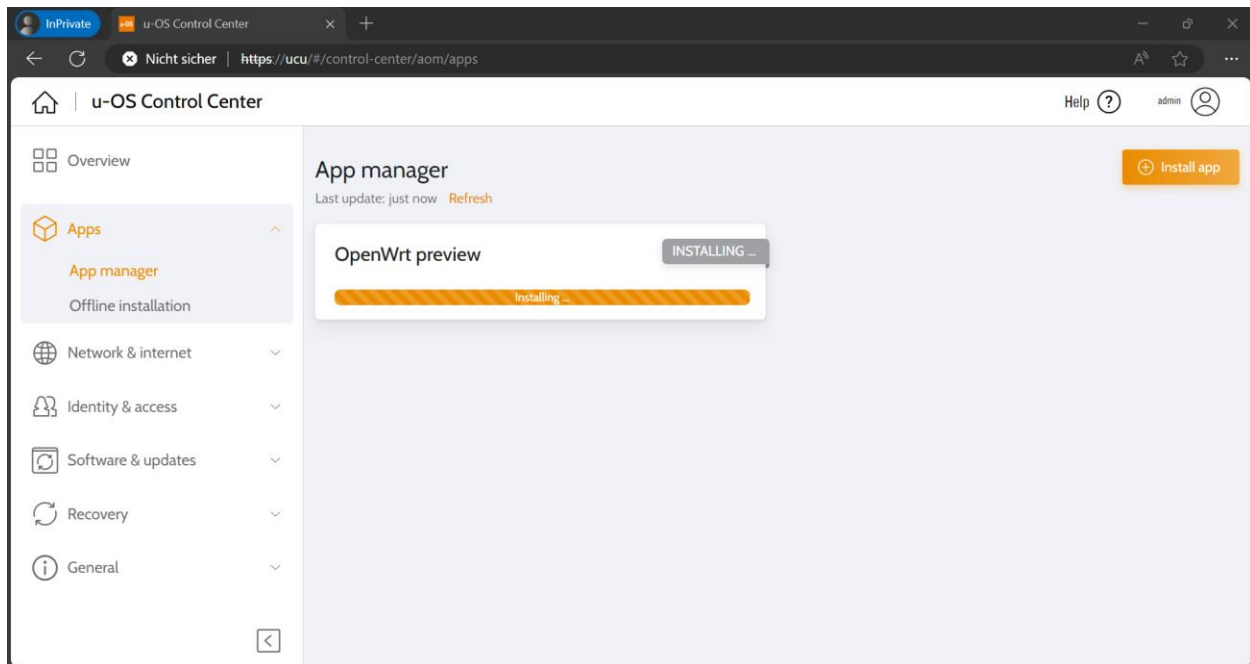 InPrivate u-OS u-OS Control Center
Nicht sicher | https://ucu/#/control-center/aom/apps
u-OS Control Center Help ? admin
Overview
App manager
Install app
Last update: just now Refresh
Apps
OpenWrt preview INSTALLING ...
App manager
Installing ...
Offline installation
Network & internet
Identity & access
Software & updates
Recovery
General